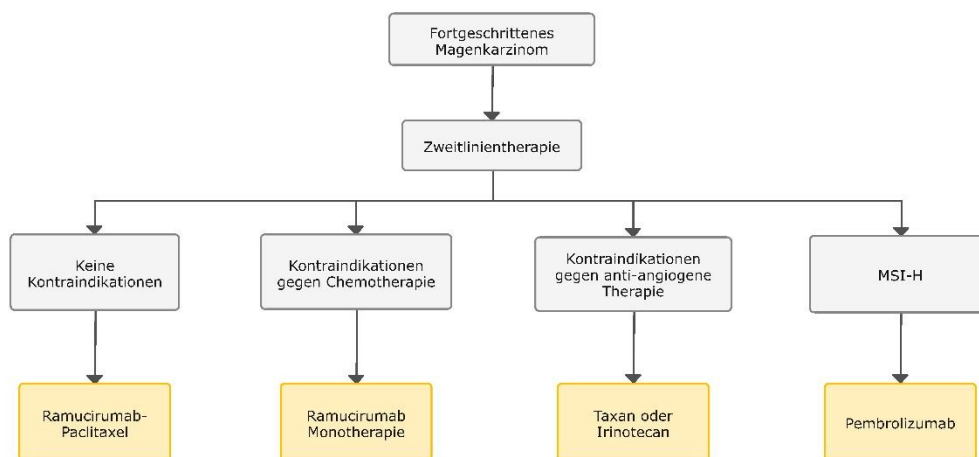 Fortgeschrittenes
Magenkarzinom
Zweitlinientherapie
Keine
Kontraindikationen
Kontraindikationen
gegen Chemotherapie
Kontraindikationen
gegen anti-angiogene
Therapie
MSI-H
Ramucirumab-
Paclitaxel
Ramucirumab
Monotherapie
Taxan oder
Irinotecan
Pembrolizumab